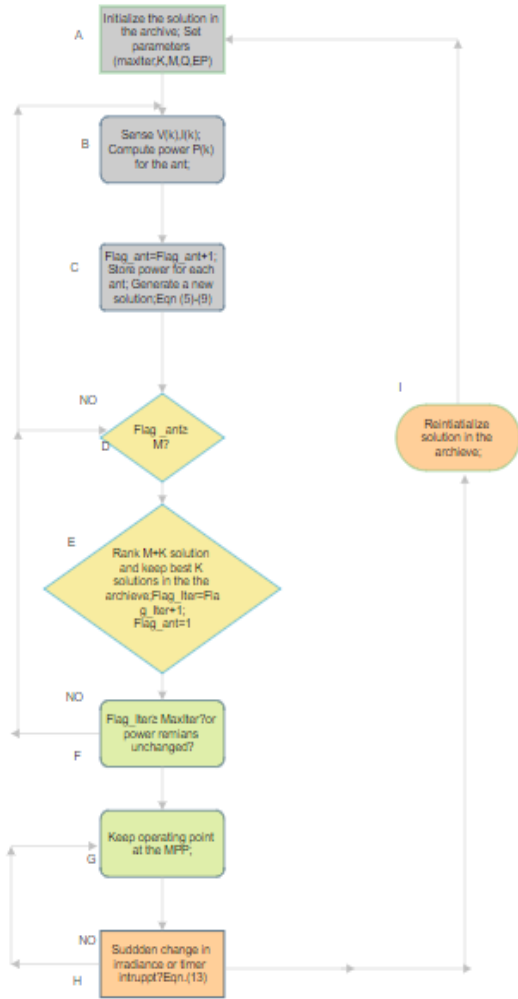 Initialize the solution in
the archive; Set
parameters
(maxIter,K,M,Q,EP)
A
Sense V(k),I(k);
Compute power P(k)
for the ant;
B
Flag_ant=Flag_ant+1;
Store power for each
ant; Generate a new
solution;Eqn (5)-(9)
C
NO
Flag _ant≥
M?
D
I
Reintiatialize
solution in the
archieve;
E
Rank M+K solution
and keep best K
solutions in the the
archieve;Flag_Iter=Fla
g_Iter+1;
Flag_ant=1
NO
Flag_Iter≥ MaxIter?or
power remians
unchanged?
F
Keep operating point
at the MPP;
G
NO
Suddden change in
irradiance or timer
intruppt?Eqn.(13)
H